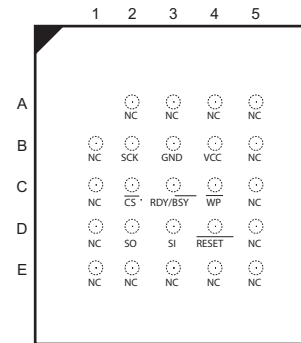 1 2 3 4 5
A
NC NC NC NC
B
NC SCK GND VCC NC
C
NC CS RDY/BSY WP NC
D
NC SO SI RESET NC
E
NC NC NC NC NC